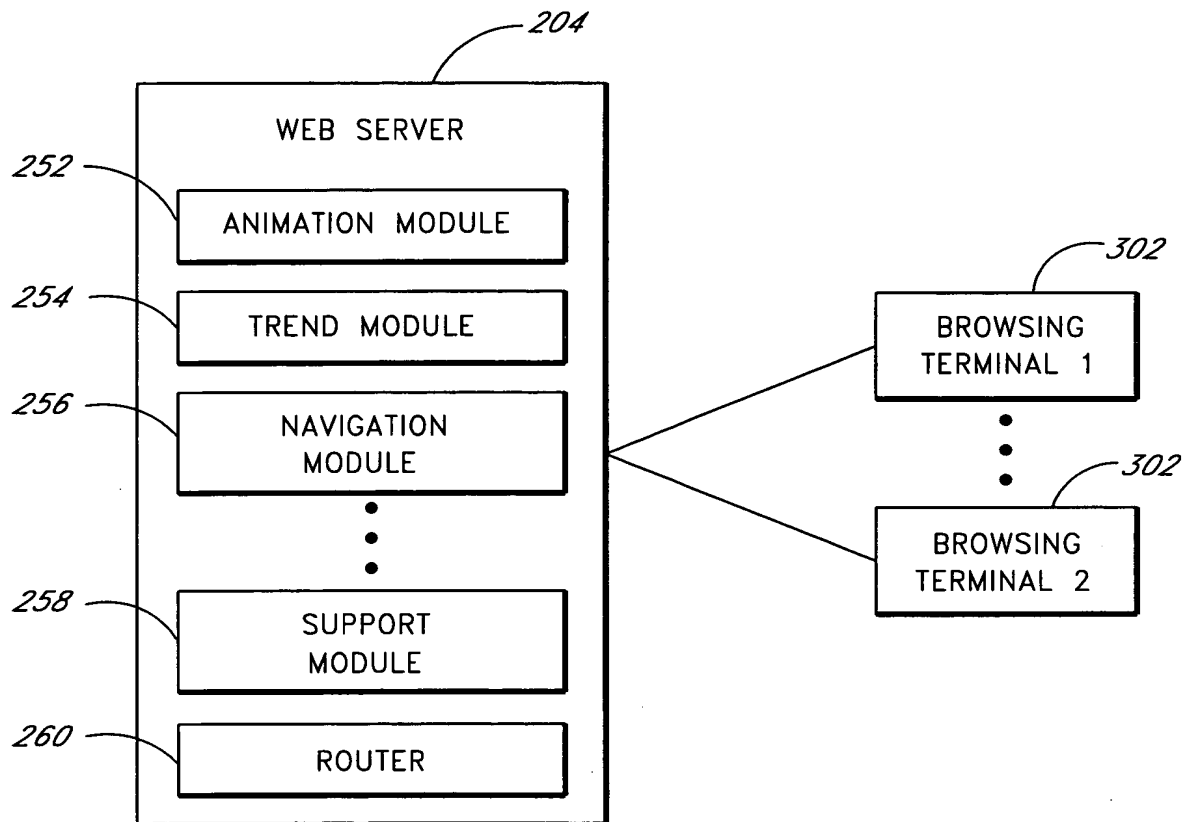 204
WEB SERVER
252
ANIMATION MODULE
254
TREND MODULE
256
NAVIGATION
MODULE
258
SUPPORT
MODULE
260
ROUTER
302
BROWSING
TERMINAL 1
302
BROWSING
TERMINAL 2